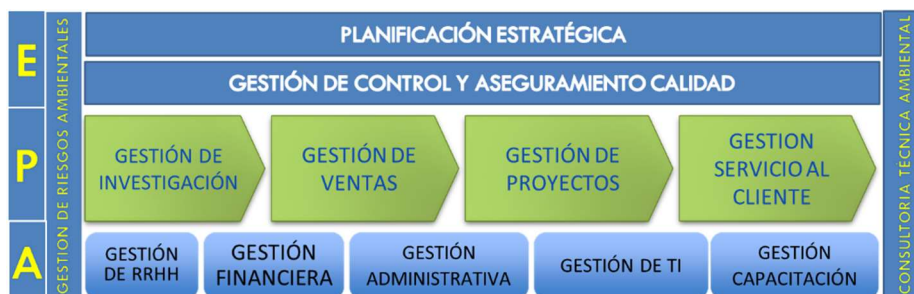 E
GESTIÓN DE RIESGOS AMBIENTALES
PLANIFICACIÓN ESTRATÉGICA
GESTIÓN DE CONTROL Y ASEGURAMIENTO CALIDAD
CONSULTORIA TECNICA AMBIENTAL
P
GESTIÓN DE
INVESTIGACIÓN
GESTIÓN DE
VENTAS
GESTIÓN DE
PROYECTOS
GESTION
SERVICIO AL
CLIENTE
A
GESTIÓN
DE RRHH
GESTIÓN
FINANCIERA
GESTIÓN
ADMINISTRATIVA
GESTIÓN DE TI
GESTIÓN
CAPACITACIÓN